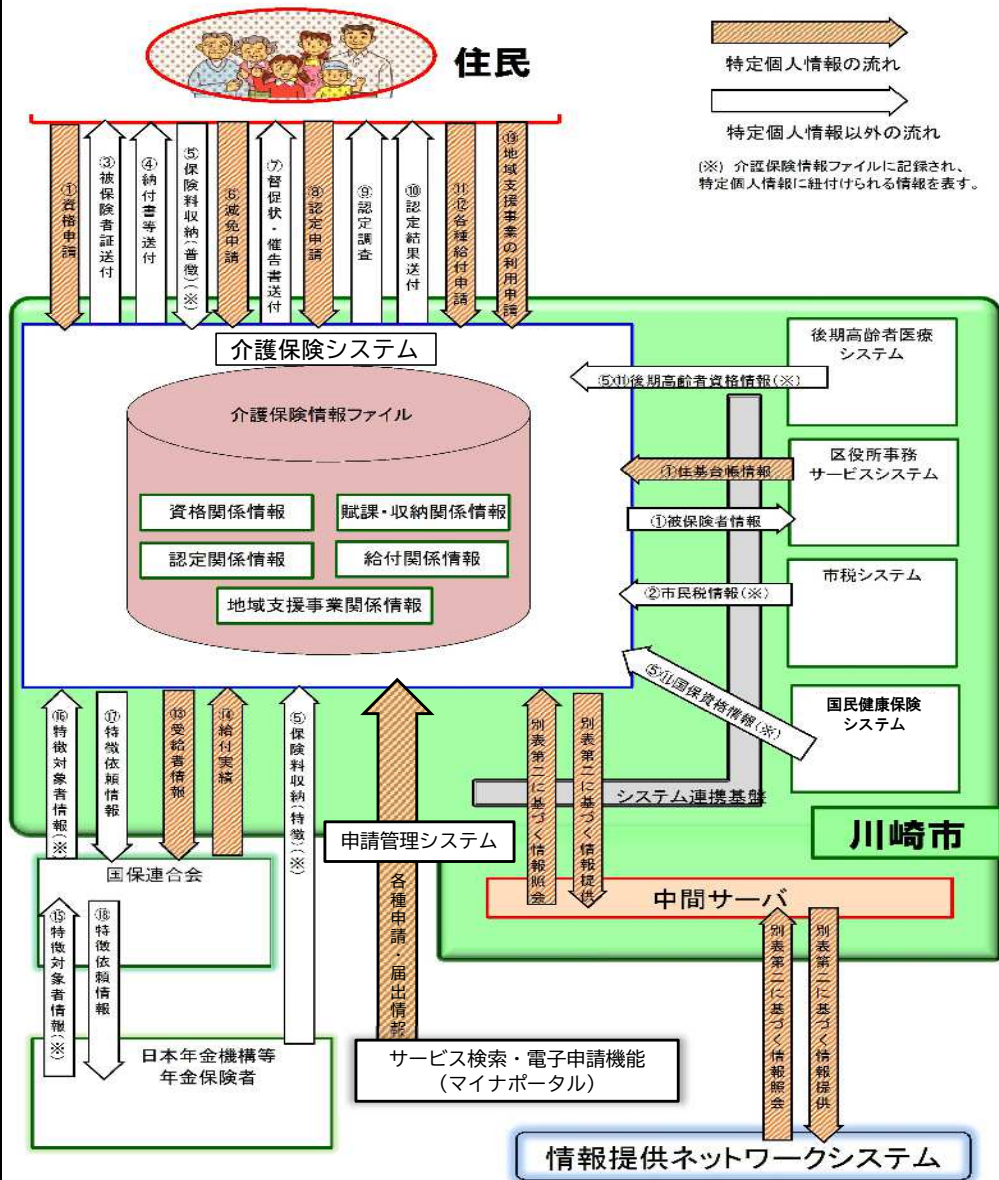 住民
特定個人情報の流れ
特定個人情報以外の流れ
(※) 介護保険情報ファイルに記録され、
特定個人情報に紐付けられる情報を表す。
①資格申請
③被保険者証送付
④納付書等送付
⑤保険料収納(普徴)(※)
⑥減免申請
⑦督促状・催告書送付
⑧認定申請
⑨認定調査
⑩認定結果送付
⑪⑫各種給付申請
⑲地域支援事業の利用申請
介護保険システム
介護保険情報ファイル
資格関係情報
賦課・収納関係情報
認定関係情報
給付関係情報
地域支援事業関係情報
後期高齢者医療
システム
⑤⑪後期高齢者資格情報(※)
区役所事務
サービスシステム
①住基台帳情報
①被保険者情報
市税システム
②市民税情報(※)
国民健康保険
システム
⑤⑪国保資格情報(※)
システム連携基盤
川崎市
⑯特徴対象者情報(※)
⑰特徴依頼情報
⑬受給者情報
⑭給付実績
⑤保険料収納(特徴)(※)
申請管理システム
各種申請・届出情報
別表第二に基づく情報照会
別表第二に基づく情報提供
中間サーバ
国保連合会
⑮特徴対象者情報(※)
⑱特徴依頼情報
日本年金機構等
年金保険者
サービス検索・電子申請機能
(マイナポータル)
別表第二に基づく情報照会
別表第二に基づく情報提供
情報提供ネットワークシステム